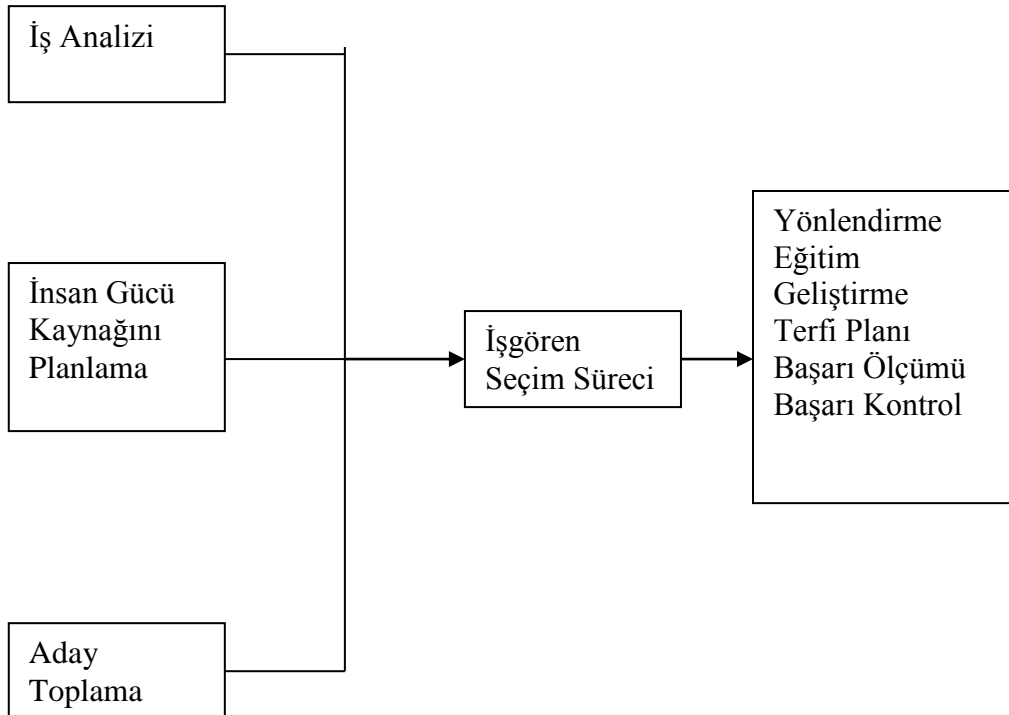 İş Analizi
İnsan Gücü
Kaynağını
Planlama
Aday
Toplama
İşgören
Seçim Süreci
Yönlendirme
Eğitim
Geliştirme
Terfi Planı
Başarı Ölçümü
Başarı Kontrol